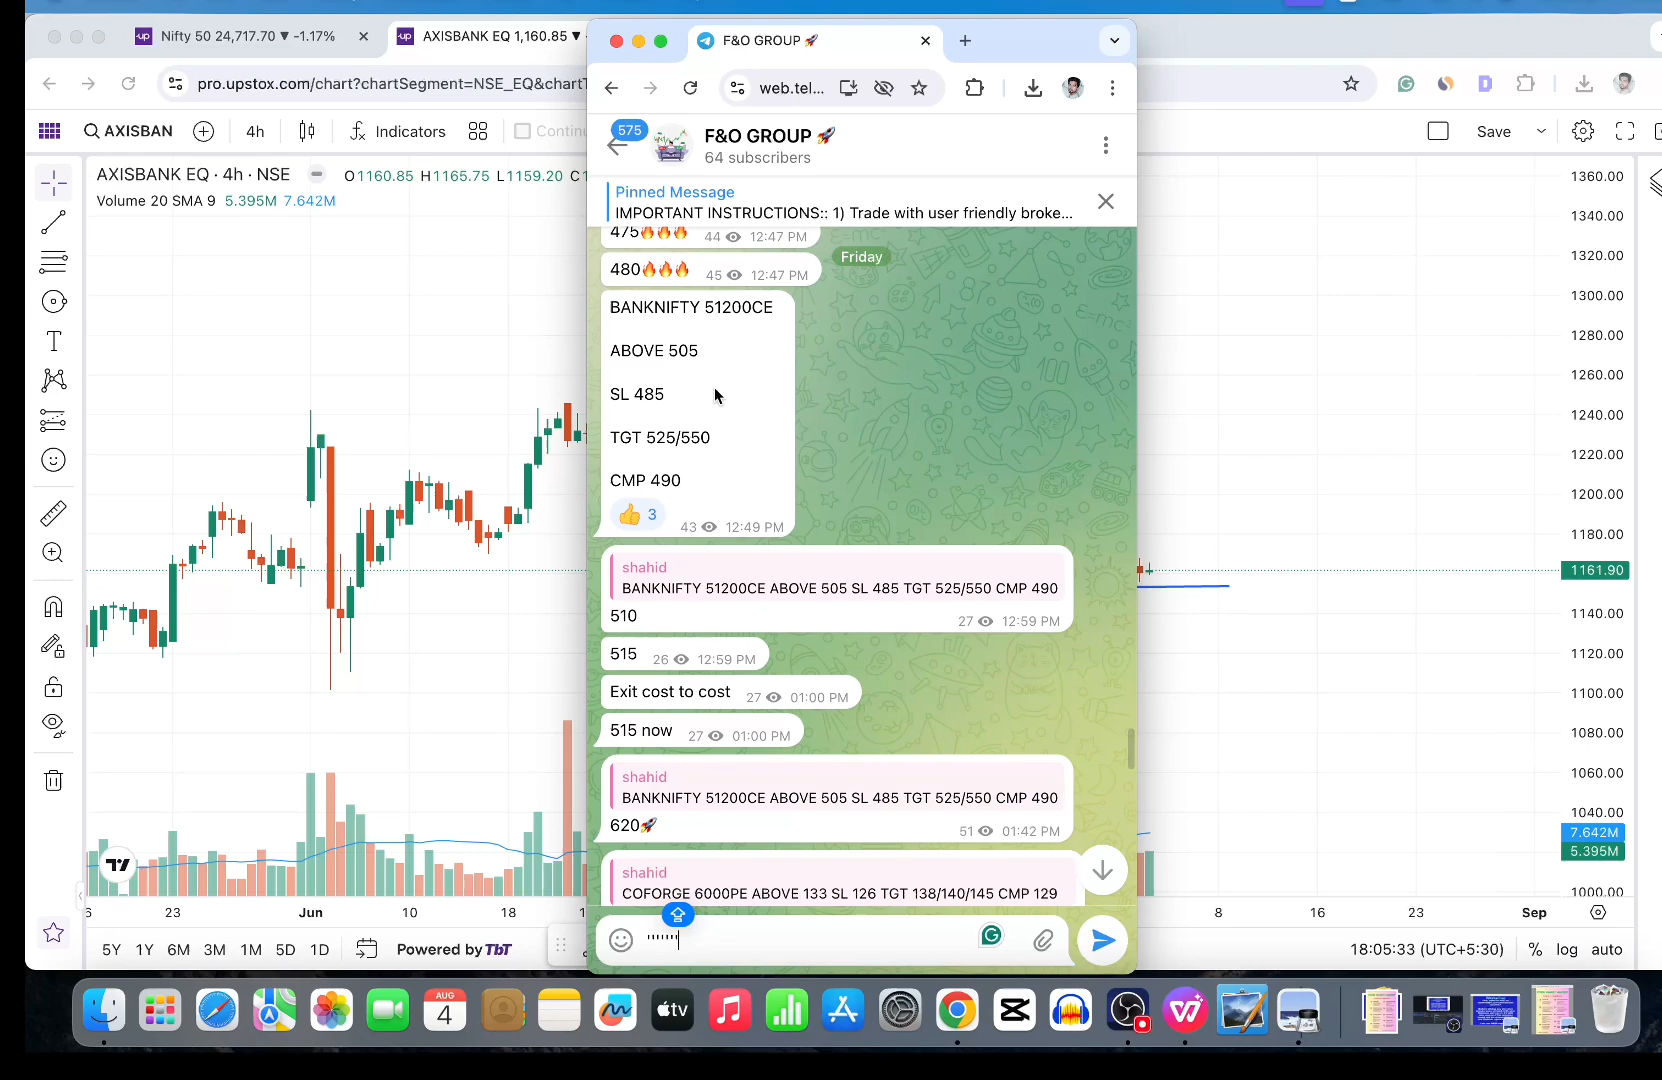 Nifty 50 24,717.70 ▼ -1.17%
AXISBANK EQ 1,160.85 ▼
F&O GROUP 🚀
pro.upstox.com/chart?chartSegment=NSE_EQ&chartT
web.tel...
AXISBAN
4h
Indicators
Continu
Save
575
F&O GROUP 🚀
64 subscribers
AXISBANK EQ · 4h · NSE
O1160.85 H1165.75 L1159.20 C1
Volume 20 SMA 9 5.395M 7.642M
Pinned Message
IMPORTANT INSTRUCTIONS:: 1) Trade with user friendly broke...
475🔥🔥🔥 44 12:47 PM
Friday
480🔥🔥🔥 45 12:47 PM
BANKNIFTY 51200CE
ABOVE 505
SL 485
TGT 525/550
CMP 490
👍 3
43 12:49 PM
shahid
BANKNIFTY 51200CE ABOVE 505 SL 485 TGT 525/550 CMP 490
510
27 12:59 PM
515 26 12:59 PM
Exit cost to cost 27 01:00 PM
515 now 27 01:00 PM
shahid
BANKNIFTY 51200CE ABOVE 505 SL 485 TGT 525/550 CMP 490
620🚀
51 01:42 PM
shahid
COFORGE 6000PE ABOVE 133 SL 126 TGT 138/140/145 CMP 129
'''''''
1360.00
1340.00
1320.00
1300.00
1280.00
1260.00
1240.00
1220.00
1200.00
1180.00
1161.90
1140.00
1120.00
1100.00
1080.00
1060.00
1040.00
7.642M
5.395M
1000.00
6
23
Jun
10
18
1
8
16
23
Sep
5Y 1Y 6M 3M 1M 5D 1D
Powered by TbT
18:05:33 (UTC+5:30) % log auto
AUG
4
tv